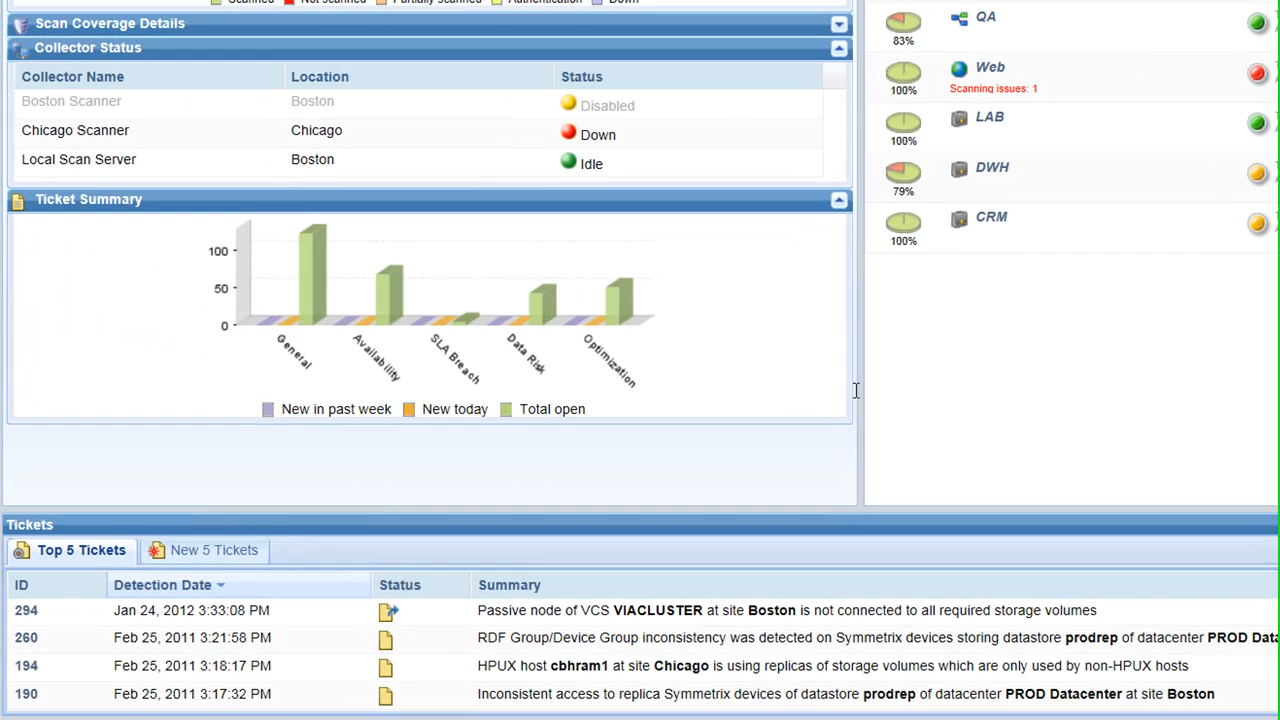 Scanned Not scanned Partially scanned Authentication Down
Scan Coverage Details
Collector Status
Collector Name Location Status
Boston Scanner Boston Disabled
Chicago Scanner Chicago Down
Local Scan Server Boston Idle
Ticket Summary
100
50
0
General Availability SLA Breach Data Risk Optimization
New in past week New today Total open
QA
83%
Web
Scanning issues: 1
100%
LAB
100%
DWH
79%
CRM
100%
Tickets
Top 5 Tickets New 5 Tickets
ID Detection Date Status Summary
294 Jan 24, 2012 3:33:08 PM Passive node of VCS VIACLUSTER at site Boston is not connected to all required storage volumes
260 Feb 25, 2011 3:21:58 PM RDF Group/Device Group inconsistency was detected on Symmetrix devices storing datastore prodrep of datacenter PROD Data
194 Feb 25, 2011 3:18:17 PM HPUX host cbhram1 at site Chicago is using replicas of storage volumes which are only used by non-HPUX hosts
190 Feb 25, 2011 3:17:32 PM Inconsistent access to replica Symmetrix devices of datastore prodrep of datacenter PROD Datacenter at site Boston